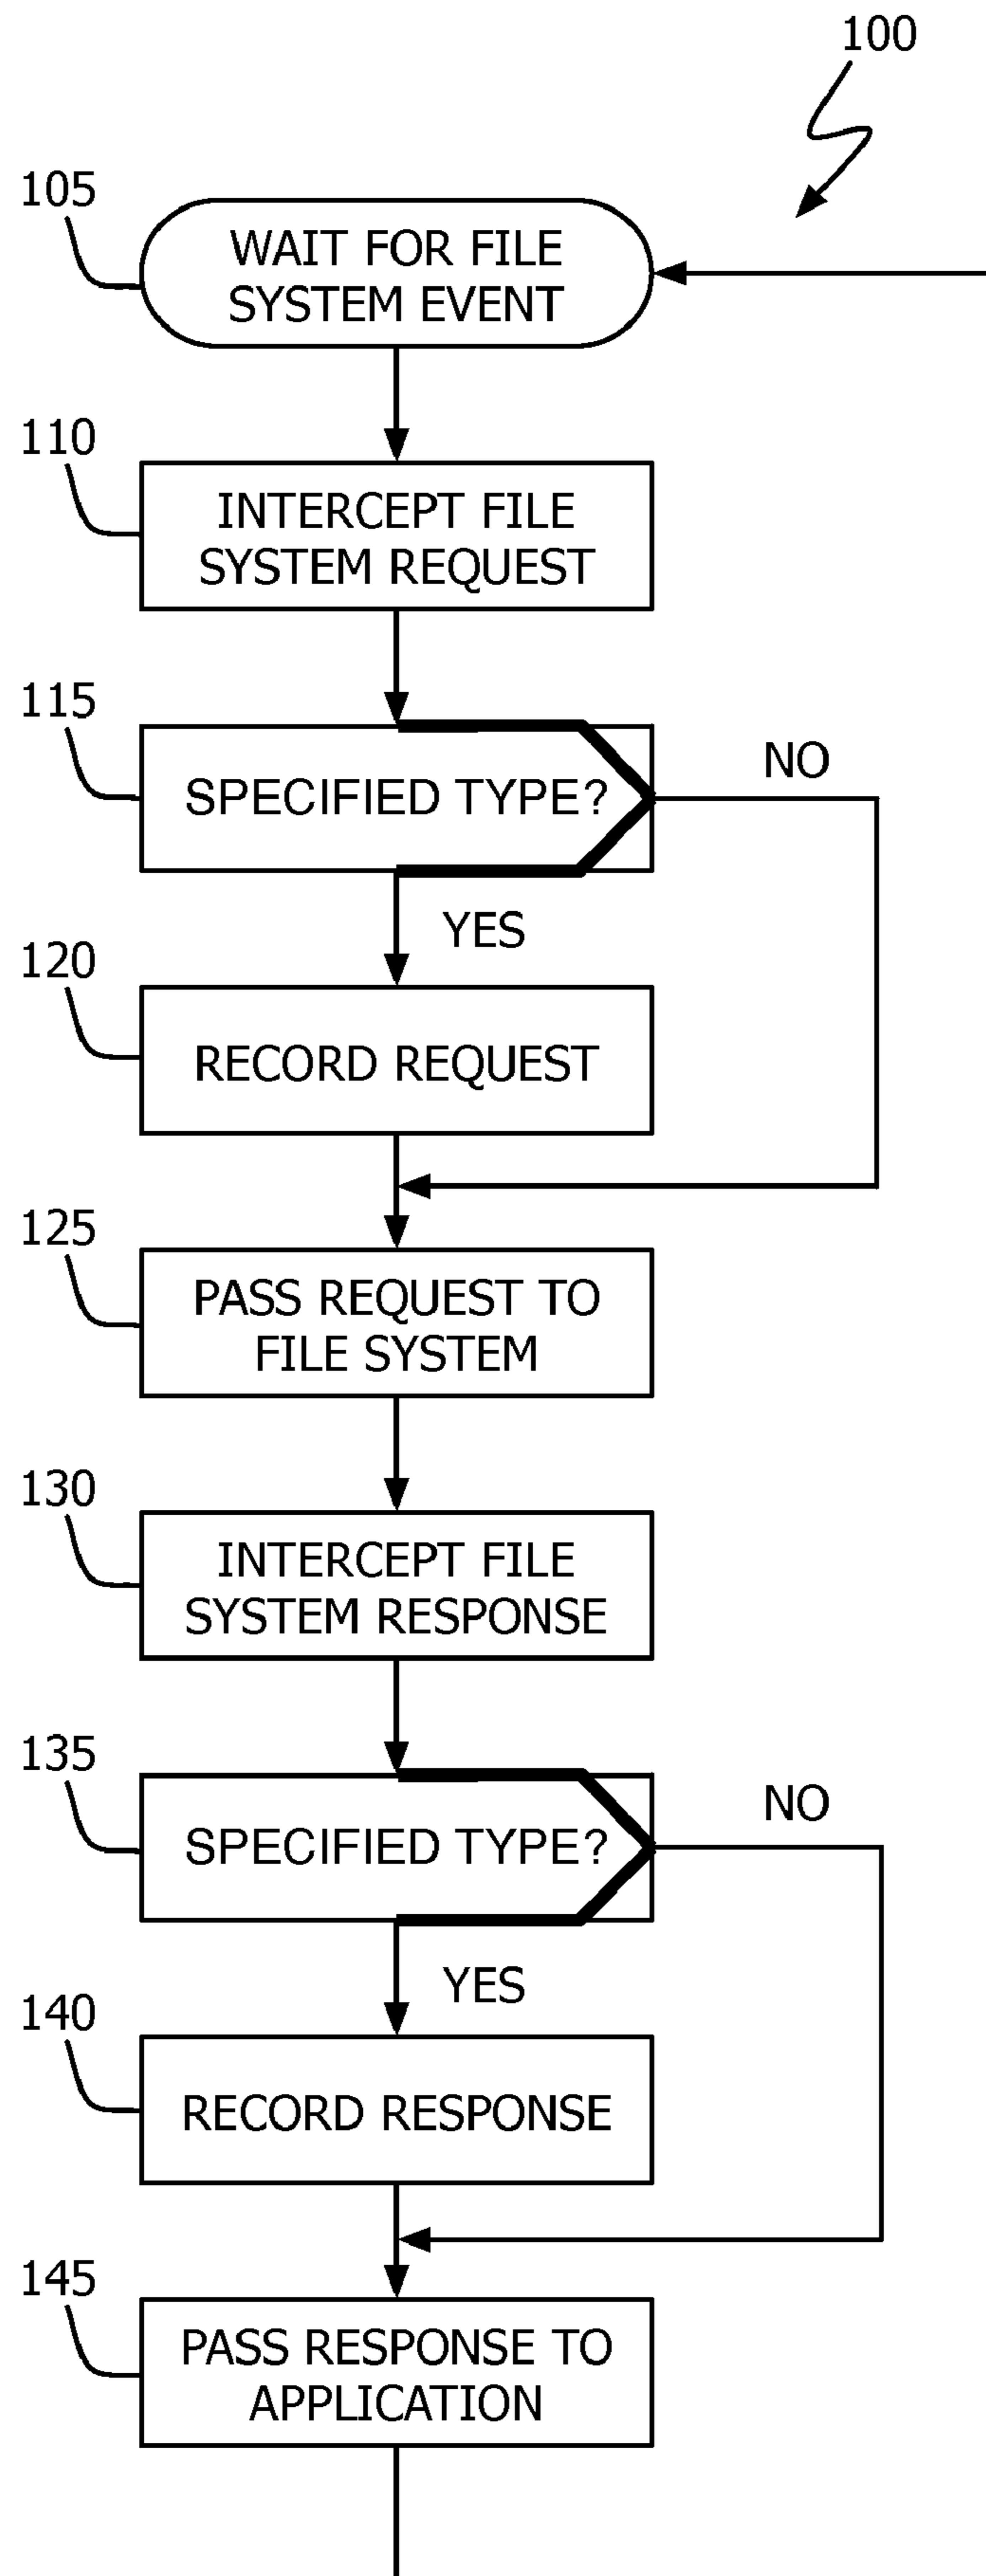 100
105
WAIT FOR FILE
SYSTEM EVENT
110
INTERCEPT FILE
SYSTEM REQUEST
115
SPECIFIED TYPE?
NO
YES
120
RECORD REQUEST
125
PASS REQUEST TO
FILE SYSTEM
130
INTERCEPT FILE
SYSTEM RESPONSE
135
SPECIFIED TYPE?
NO
YES
140
RECORD RESPONSE
145
PASS RESPONSE TO
APPLICATION